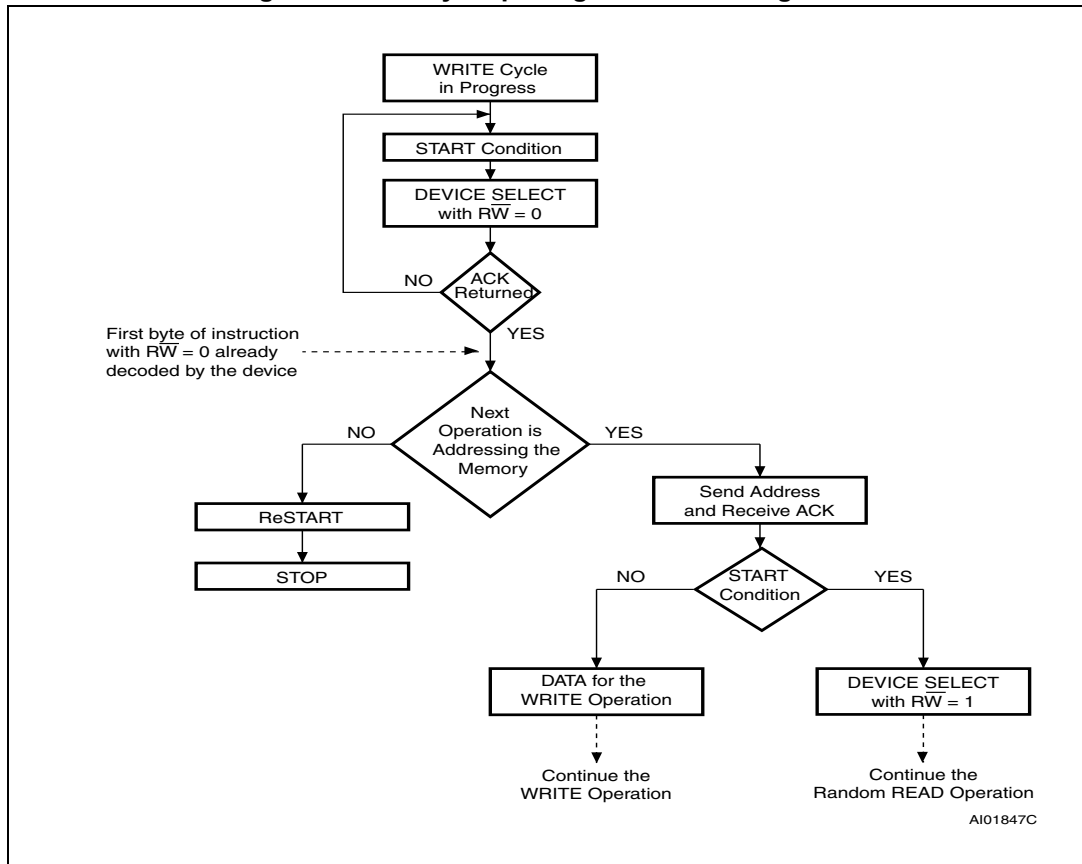 WRITE Cycle
in Progress
START Condition
DEVICE SELECT
with RW̅ = 0
ACK
Returned
NO
YES
First byte of instruction
with RW̅ = 0 already
decoded by the device
Next
Operation is
Addressing the
Memory
NO
YES
ReSTART
STOP
Send Address
and Receive ACK
START
Condition
NO
YES
DATA for the
WRITE Operation
DEVICE SELECT
with RW̅ = 1
Continue the
WRITE Operation
Continue the
Random READ Operation
AI01847C